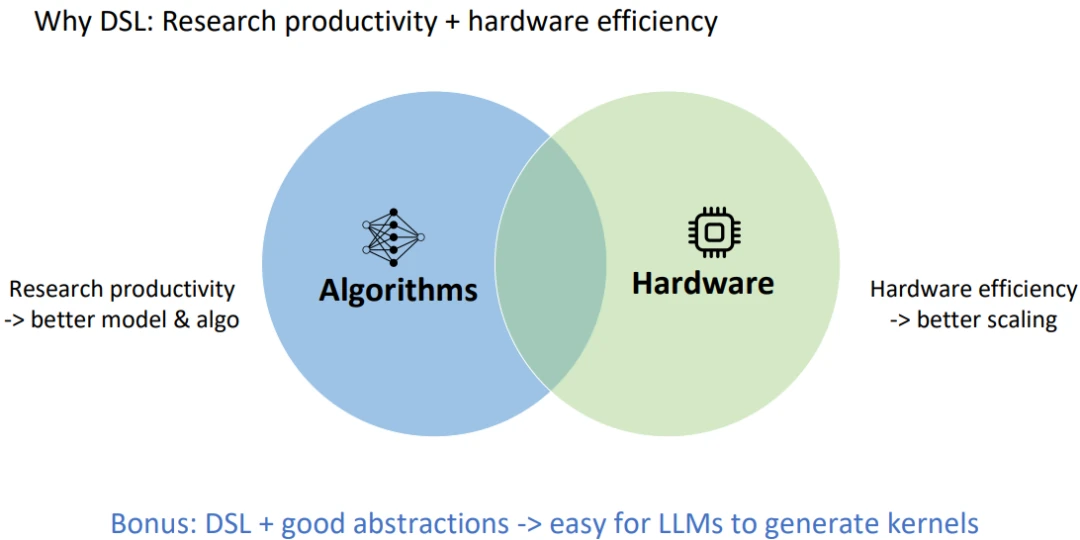 Why DSL: Research productivity + hardware efficiency
Algorithms
Hardware
Research productivity
-> better model & algo
Hardware efficiency
-> better scaling
Bonus: DSL + good abstractions -> easy for LLMs to generate kernels